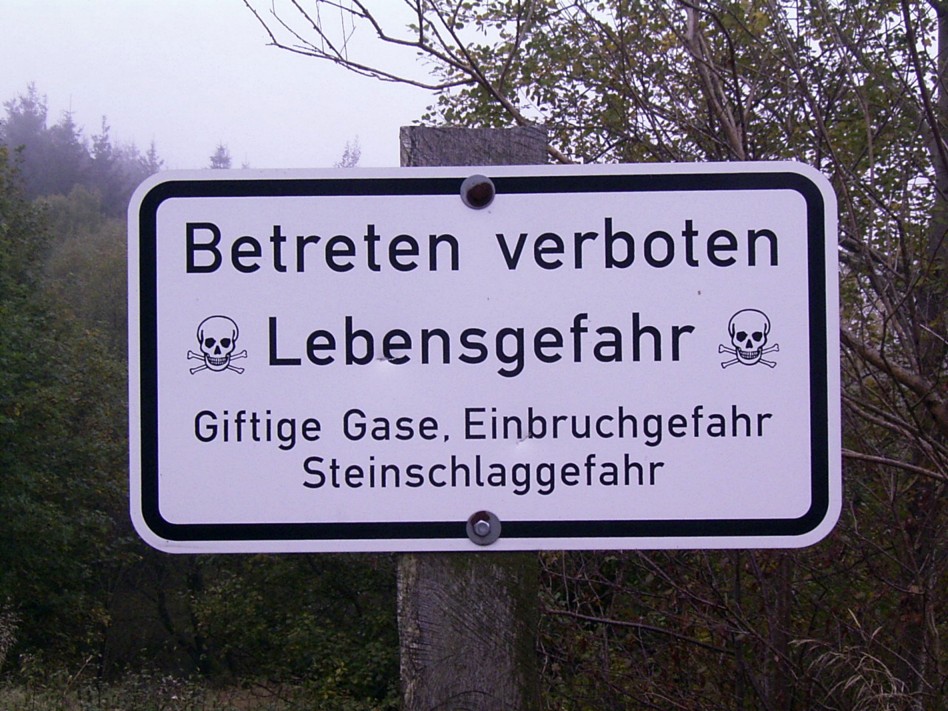 Betreten verboten
Lebensgefahr
Giftige Gase, Einbruchgefahr
Steinschlaggefahr